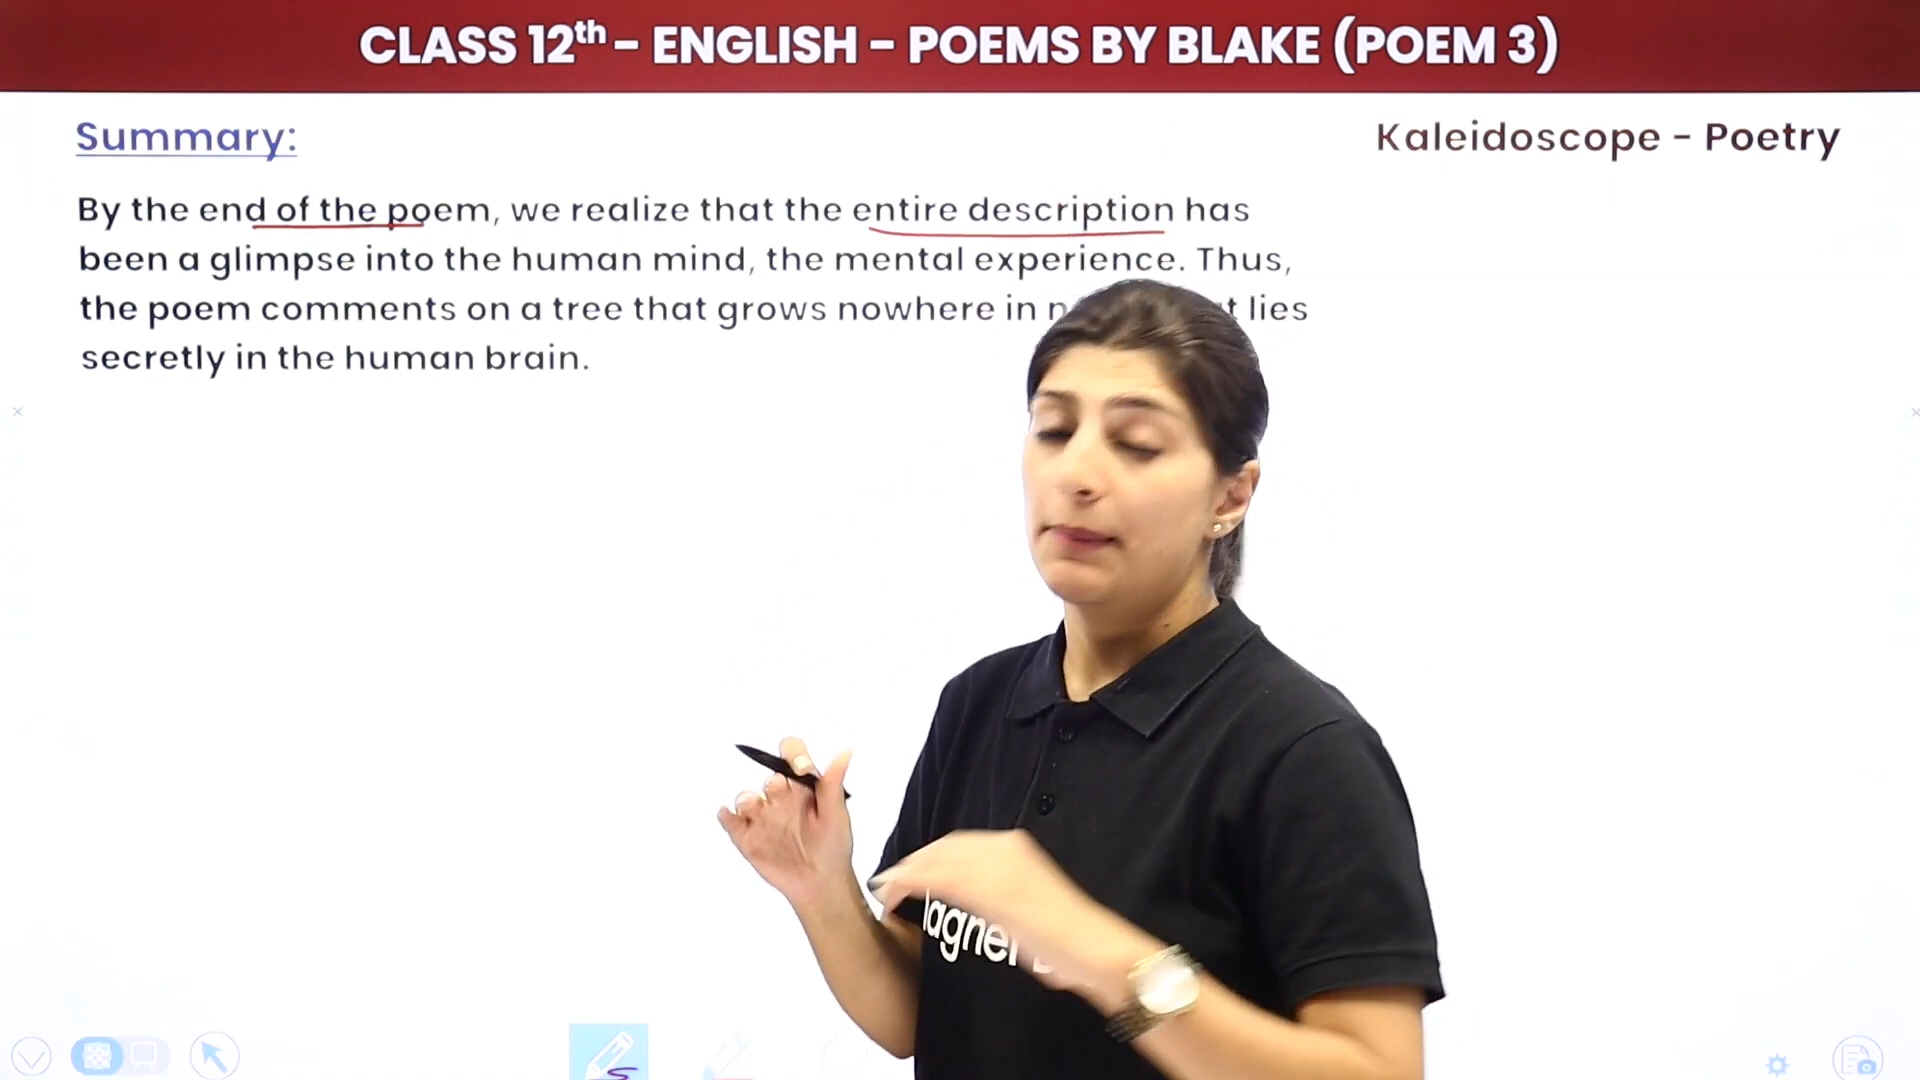 CLASS 12th – ENGLISH – POEMS BY BLAKE (POEM 3)
Summary:
Kaleidoscope - Poetry
By the end of the poem, we realize that the entire description has
been a glimpse into the human mind, the mental experience. Thus,
the poem comments on a tree that grows nowhere in lies
secretly in the human brain.